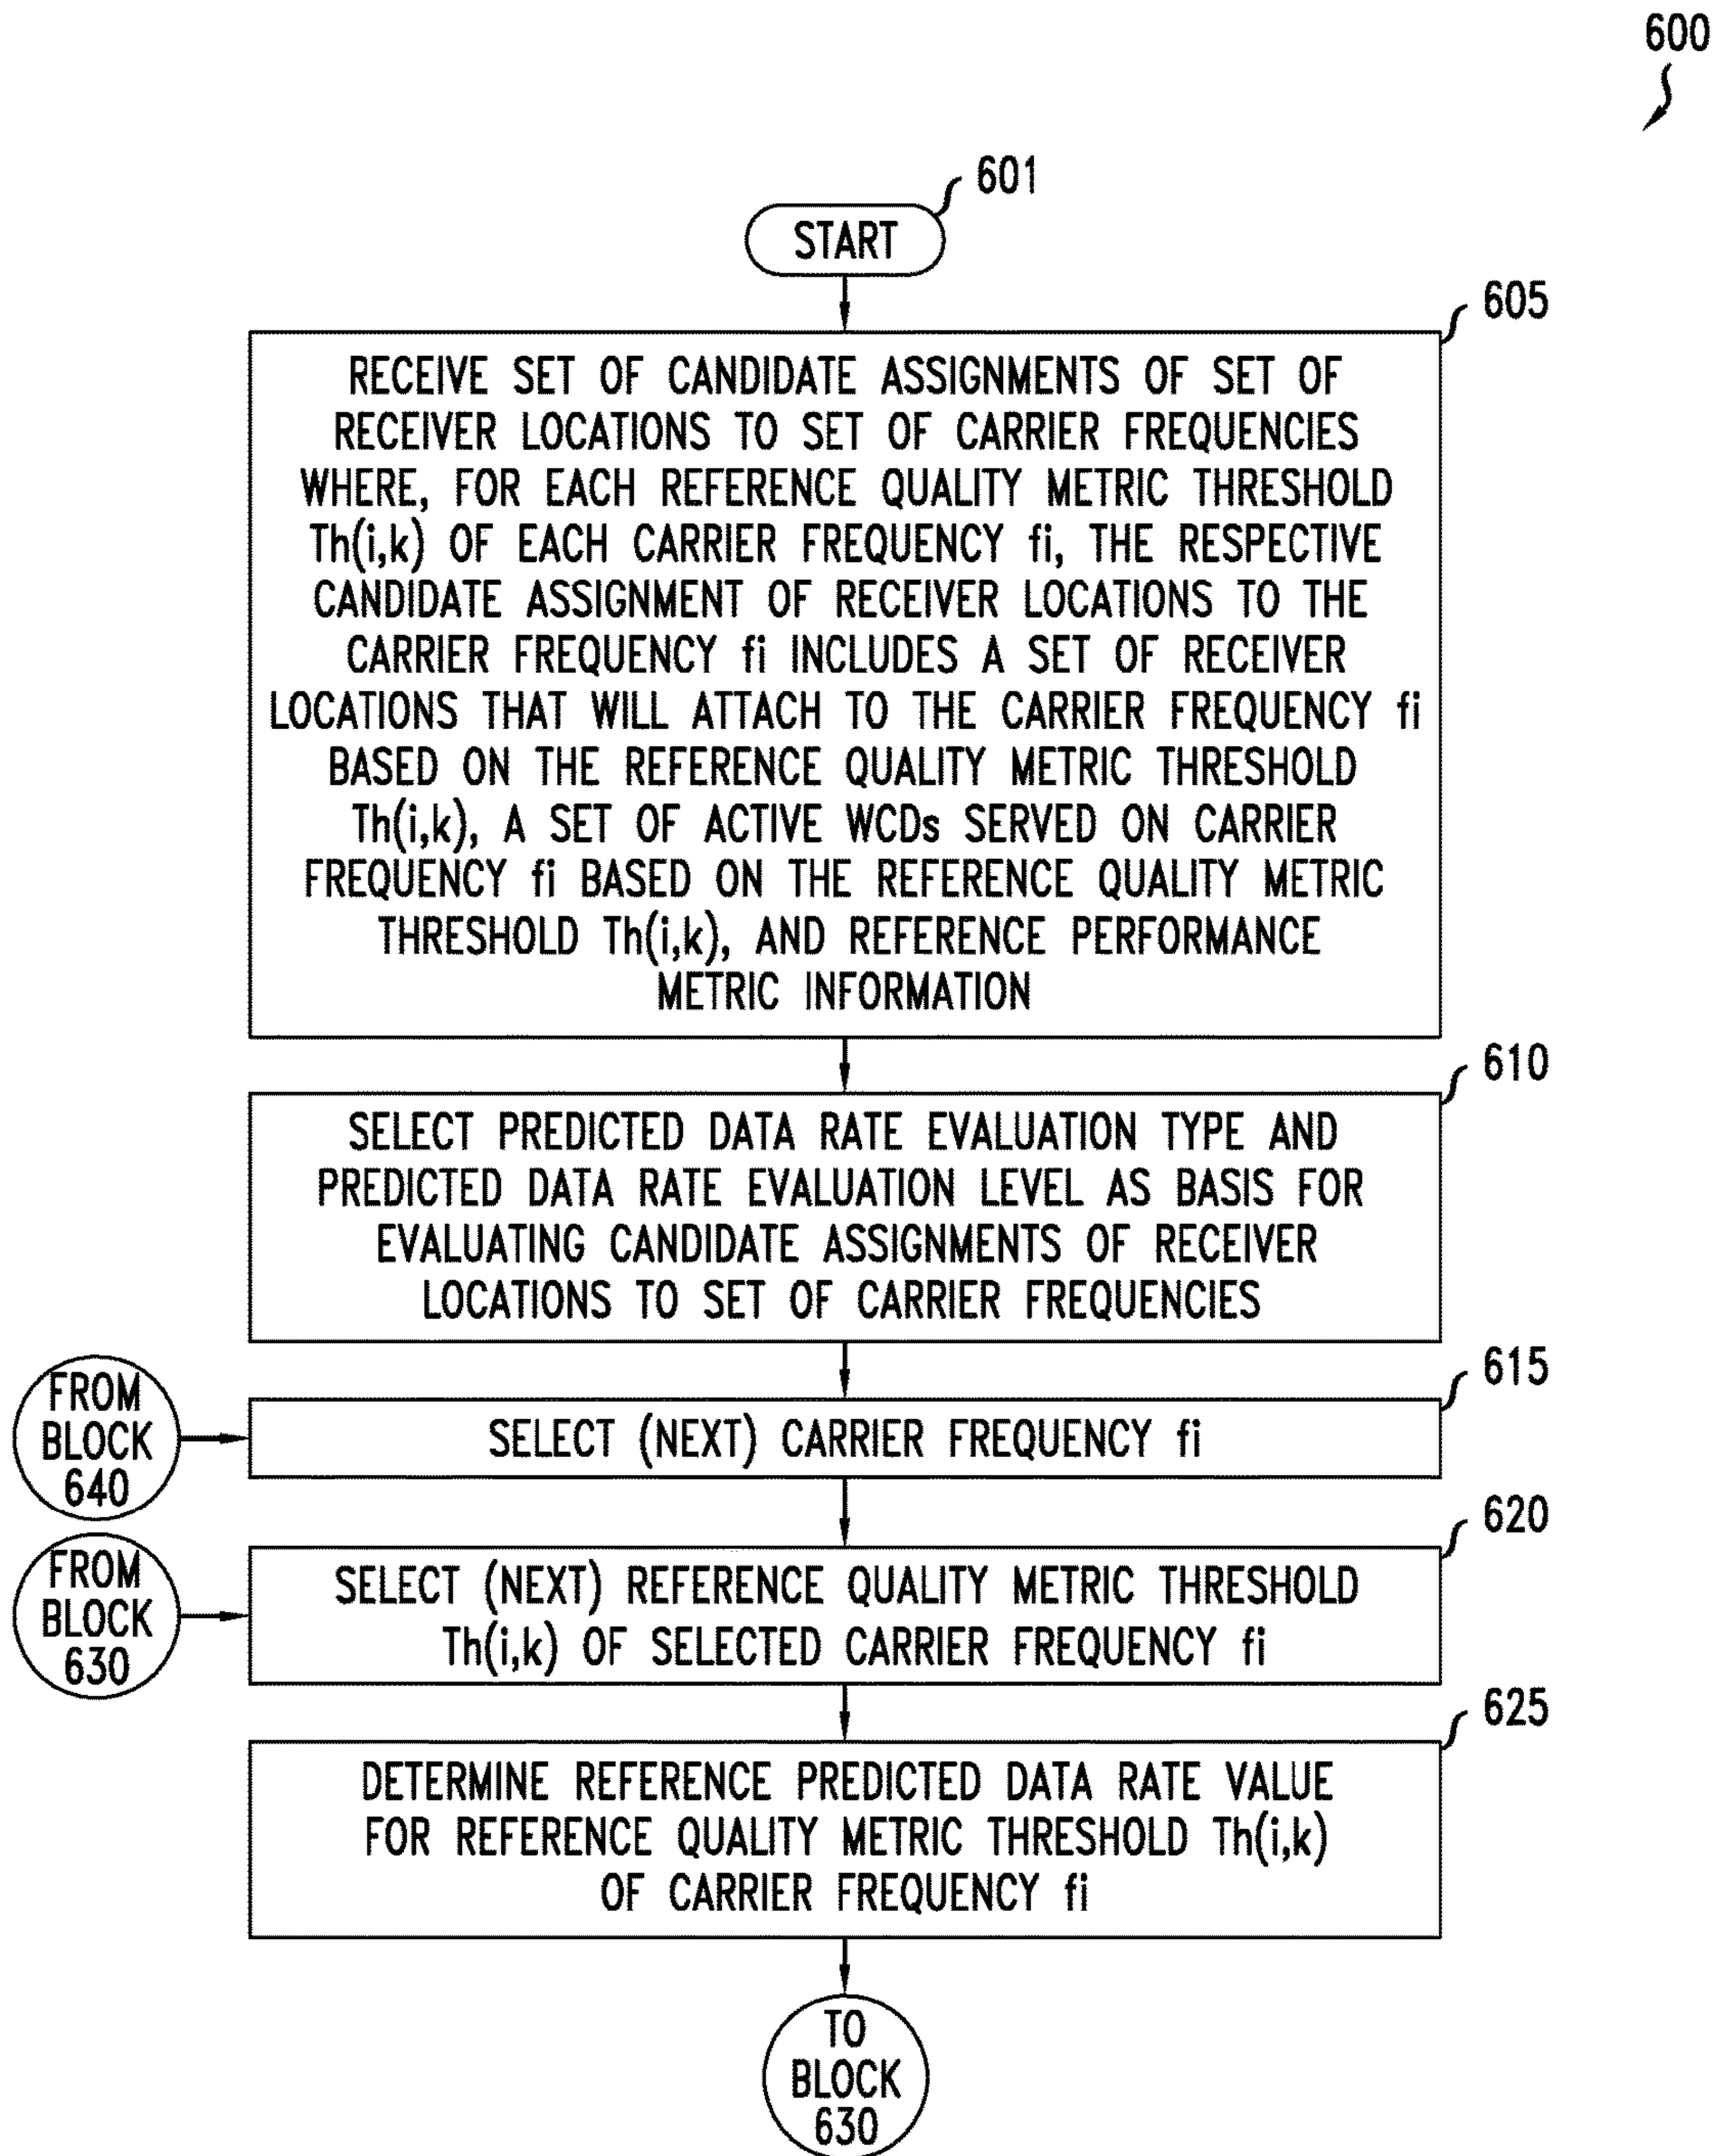 600
601
START
605
RECEIVE SET OF CANDIDATE ASSIGNMENTS OF SET OF
RECEIVER LOCATIONS TO SET OF CARRIER FREQUENCIES
WHERE, FOR EACH REFERENCE QUALITY METRIC THRESHOLD
Th(i,k) OF EACH CARRIER FREQUENCY fi, THE RESPECTIVE
CANDIDATE ASSIGNMENT OF RECEIVER LOCATIONS TO THE
CARRIER FREQUENCY fi INCLUDES A SET OF RECEIVER
LOCATIONS THAT WILL ATTACH TO THE CARRIER FREQUENCY fi
BASED ON THE REFERENCE QUALITY METRIC THRESHOLD
Th(i,k), A SET OF ACTIVE WCDs SERVED ON CARRIER
FREQUENCY fi BASED ON THE REFERENCE QUALITY METRIC
THRESHOLD Th(i,k), AND REFERENCE PERFORMANCE
METRIC INFORMATION
610
SELECT PREDICTED DATA RATE EVALUATION TYPE AND
PREDICTED DATA RATE EVALUATION LEVEL AS BASIS FOR
EVALUATING CANDIDATE ASSIGNMENTS OF RECEIVER
LOCATIONS TO SET OF CARRIER FREQUENCIES
615
FROM
BLOCK
640
SELECT (NEXT) CARRIER FREQUENCY fi
620
FROM
BLOCK
630
SELECT (NEXT) REFERENCE QUALITY METRIC THRESHOLD
Th(i,k) OF SELECTED CARRIER FREQUENCY fi
625
DETERMINE REFERENCE PREDICTED DATA RATE VALUE
FOR REFERENCE QUALITY METRIC THRESHOLD Th(i,k)
OF CARRIER FREQUENCY fi
TO
BLOCK
630